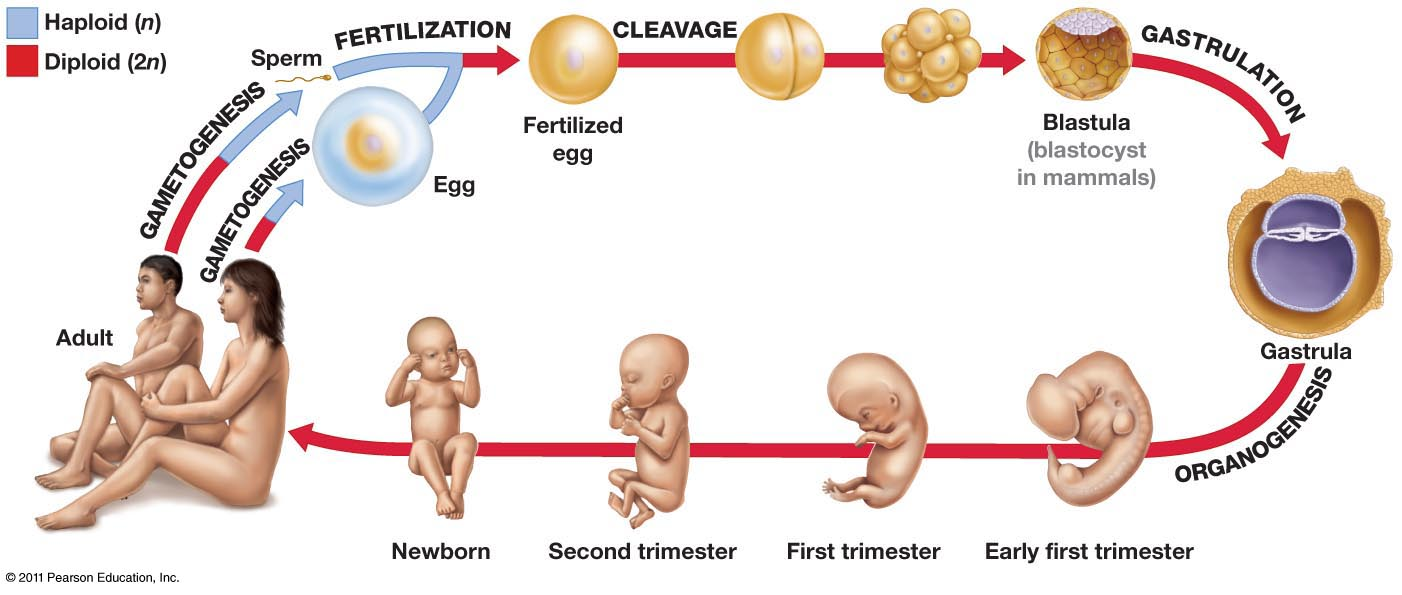 Haploid (n)
Diploid (2n)
Sperm
FERTILIZATION
CLEAVAGE
GASTRULATION
GAMETOGENESIS
GAMETOGENESIS
Egg
Fertilized
egg
Blastula
(blastocyst
in mammals)
Adult
Gastrula
ORGANOGENESIS
Newborn
Second trimester
First trimester
Early first trimester
© 2011 Pearson Education, Inc.